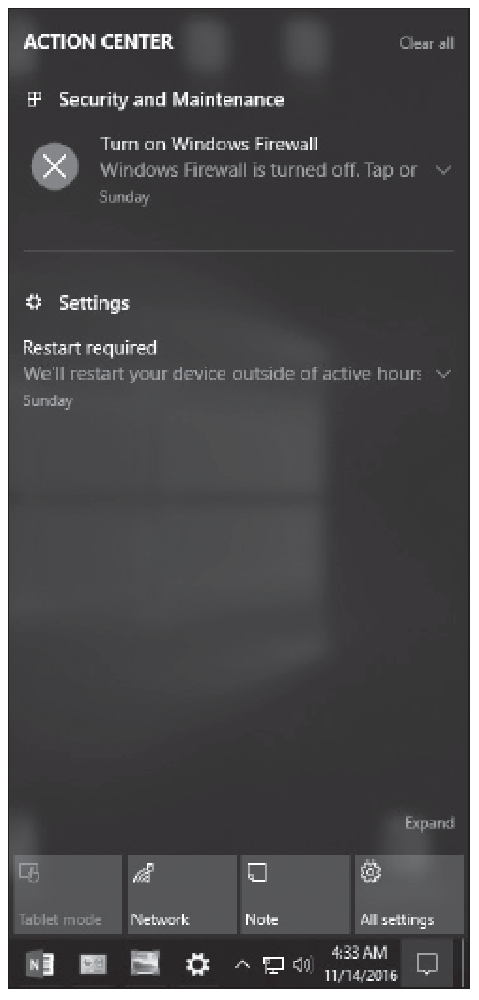 ACTION CENTER
Clear all
Security and Maintenance
Turn on Windows Firewall
Windows Firewall is turned off. Tap or
Sunday
Settings
Restart required
We'll restart your device outside of active hours
Sunday
Expand
Tablet mode
Network
Note
All settings
N
4:33 AM
11/14/2016